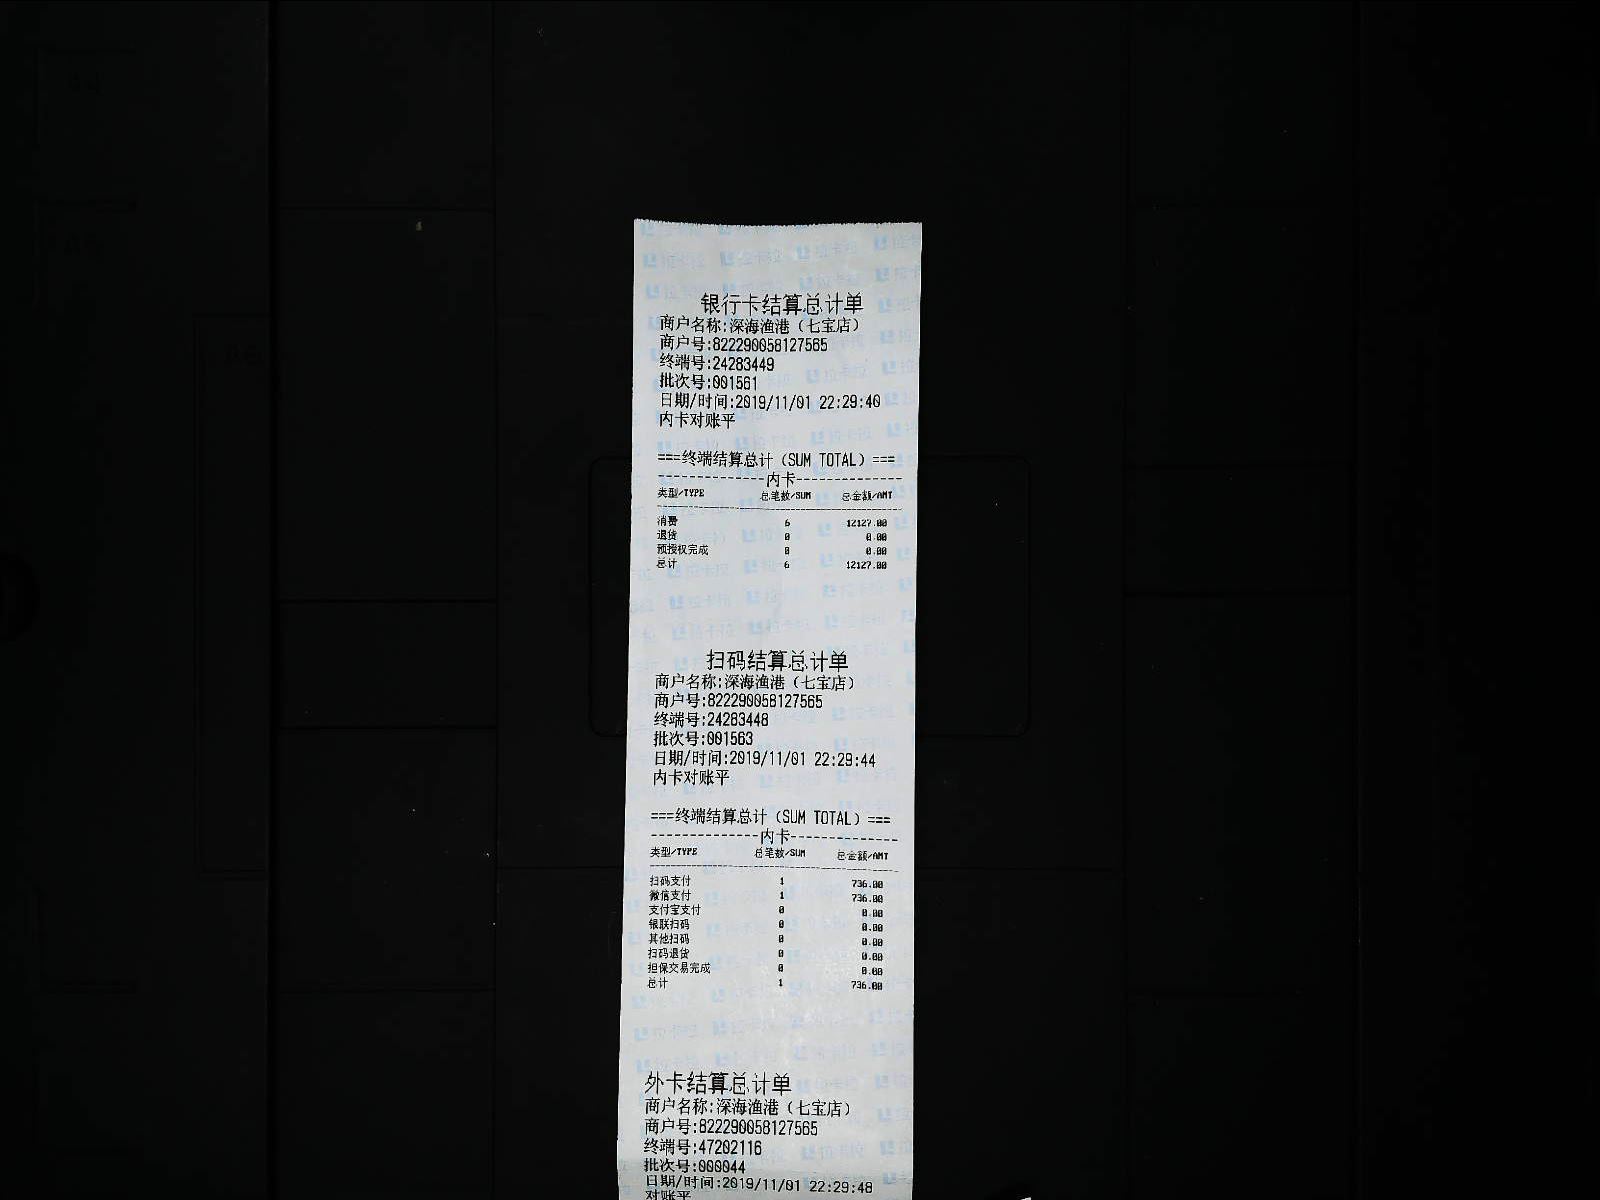 银行卡结算总计单
商户名称:深海渔港（七宝店）
商户号:822290058127565
终端号:24283449
批次号:001561
日期/时间:2019/11/01 22:29:40
内卡对账平
===终端结算总计（SUM TOTAL）===
--------------内卡--------------
类型/TYPE 总笔数/SUM 总金额/AMT
消费 6 12127.00
退货 0 0.00
预授权完成 0 0.00
总计 6 12127.00
扫码结算总计单
商户名称:深海渔港（七宝店）
商户号:822290058127565
终端号:24283448
批次号:001563
日期/时间:2019/11/01 22:29:44
内卡对账平
===终端结算总计（SUM TOTAL）===
--------------内卡--------------
类型/TYPE 总笔数/SUM 总金额/AMT
扫码支付 1 736.00
微信支付 1 736.00
支付宝支付 0 0.00
银联扫码 0 0.00
其他扫码 0 0.00
扫码退货 0 0.00
担保交易完成 0 0.00
总计 1 736.00
外卡结算总计单
商户名称:深海渔港（七宝店）
商户号:822290058127565
终端号:47202116
批次号:000044
日期/时间:2019/11/01 22:29:48
对账平